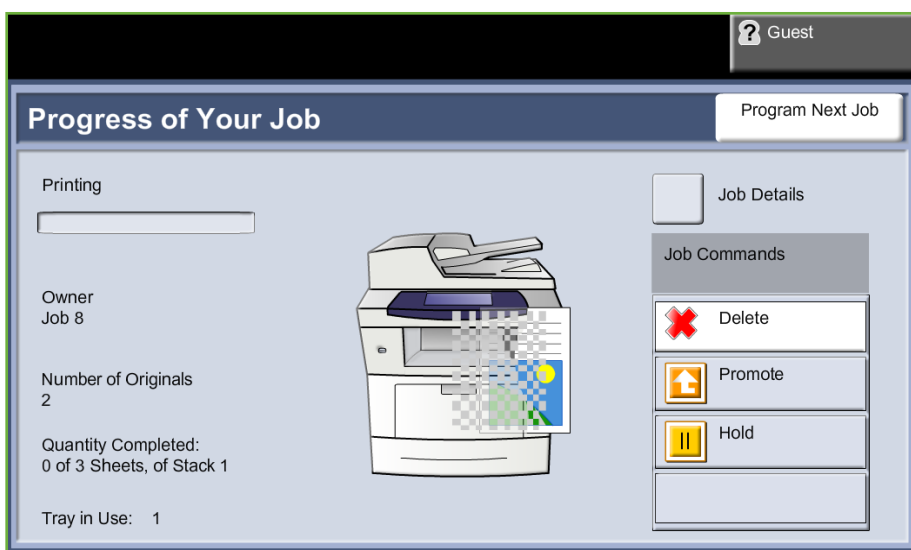 Guest
Progress of Your Job
Program Next Job
Printing
Job Details
Job Commands
Owner
Job 8
Delete
Number of Originals
2
Promote
Hold
Quantity Completed:
0 of 3 Sheets, of Stack 1
Tray in Use: 1